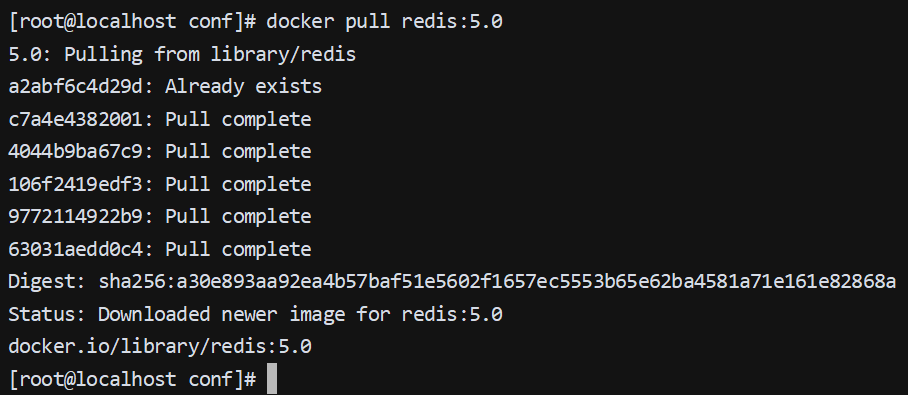 [root@localhost conf]# docker pull redis:5.0
5.0: Pulling from library/redis
a2abf6c4d29d: Already exists
c7a4e4382001: Pull complete
4044b9ba67c9: Pull complete
106f2419edf3: Pull complete
9772114922b9: Pull complete
63031aedd0c4: Pull complete
Digest: sha256:a30e893aa92ea4b57baf51e5602f1657ec5553b65e62ba4581a71e161e82868a
Status: Downloaded newer image for redis:5.0
docker.io/library/redis:5.0
[root@localhost conf]#